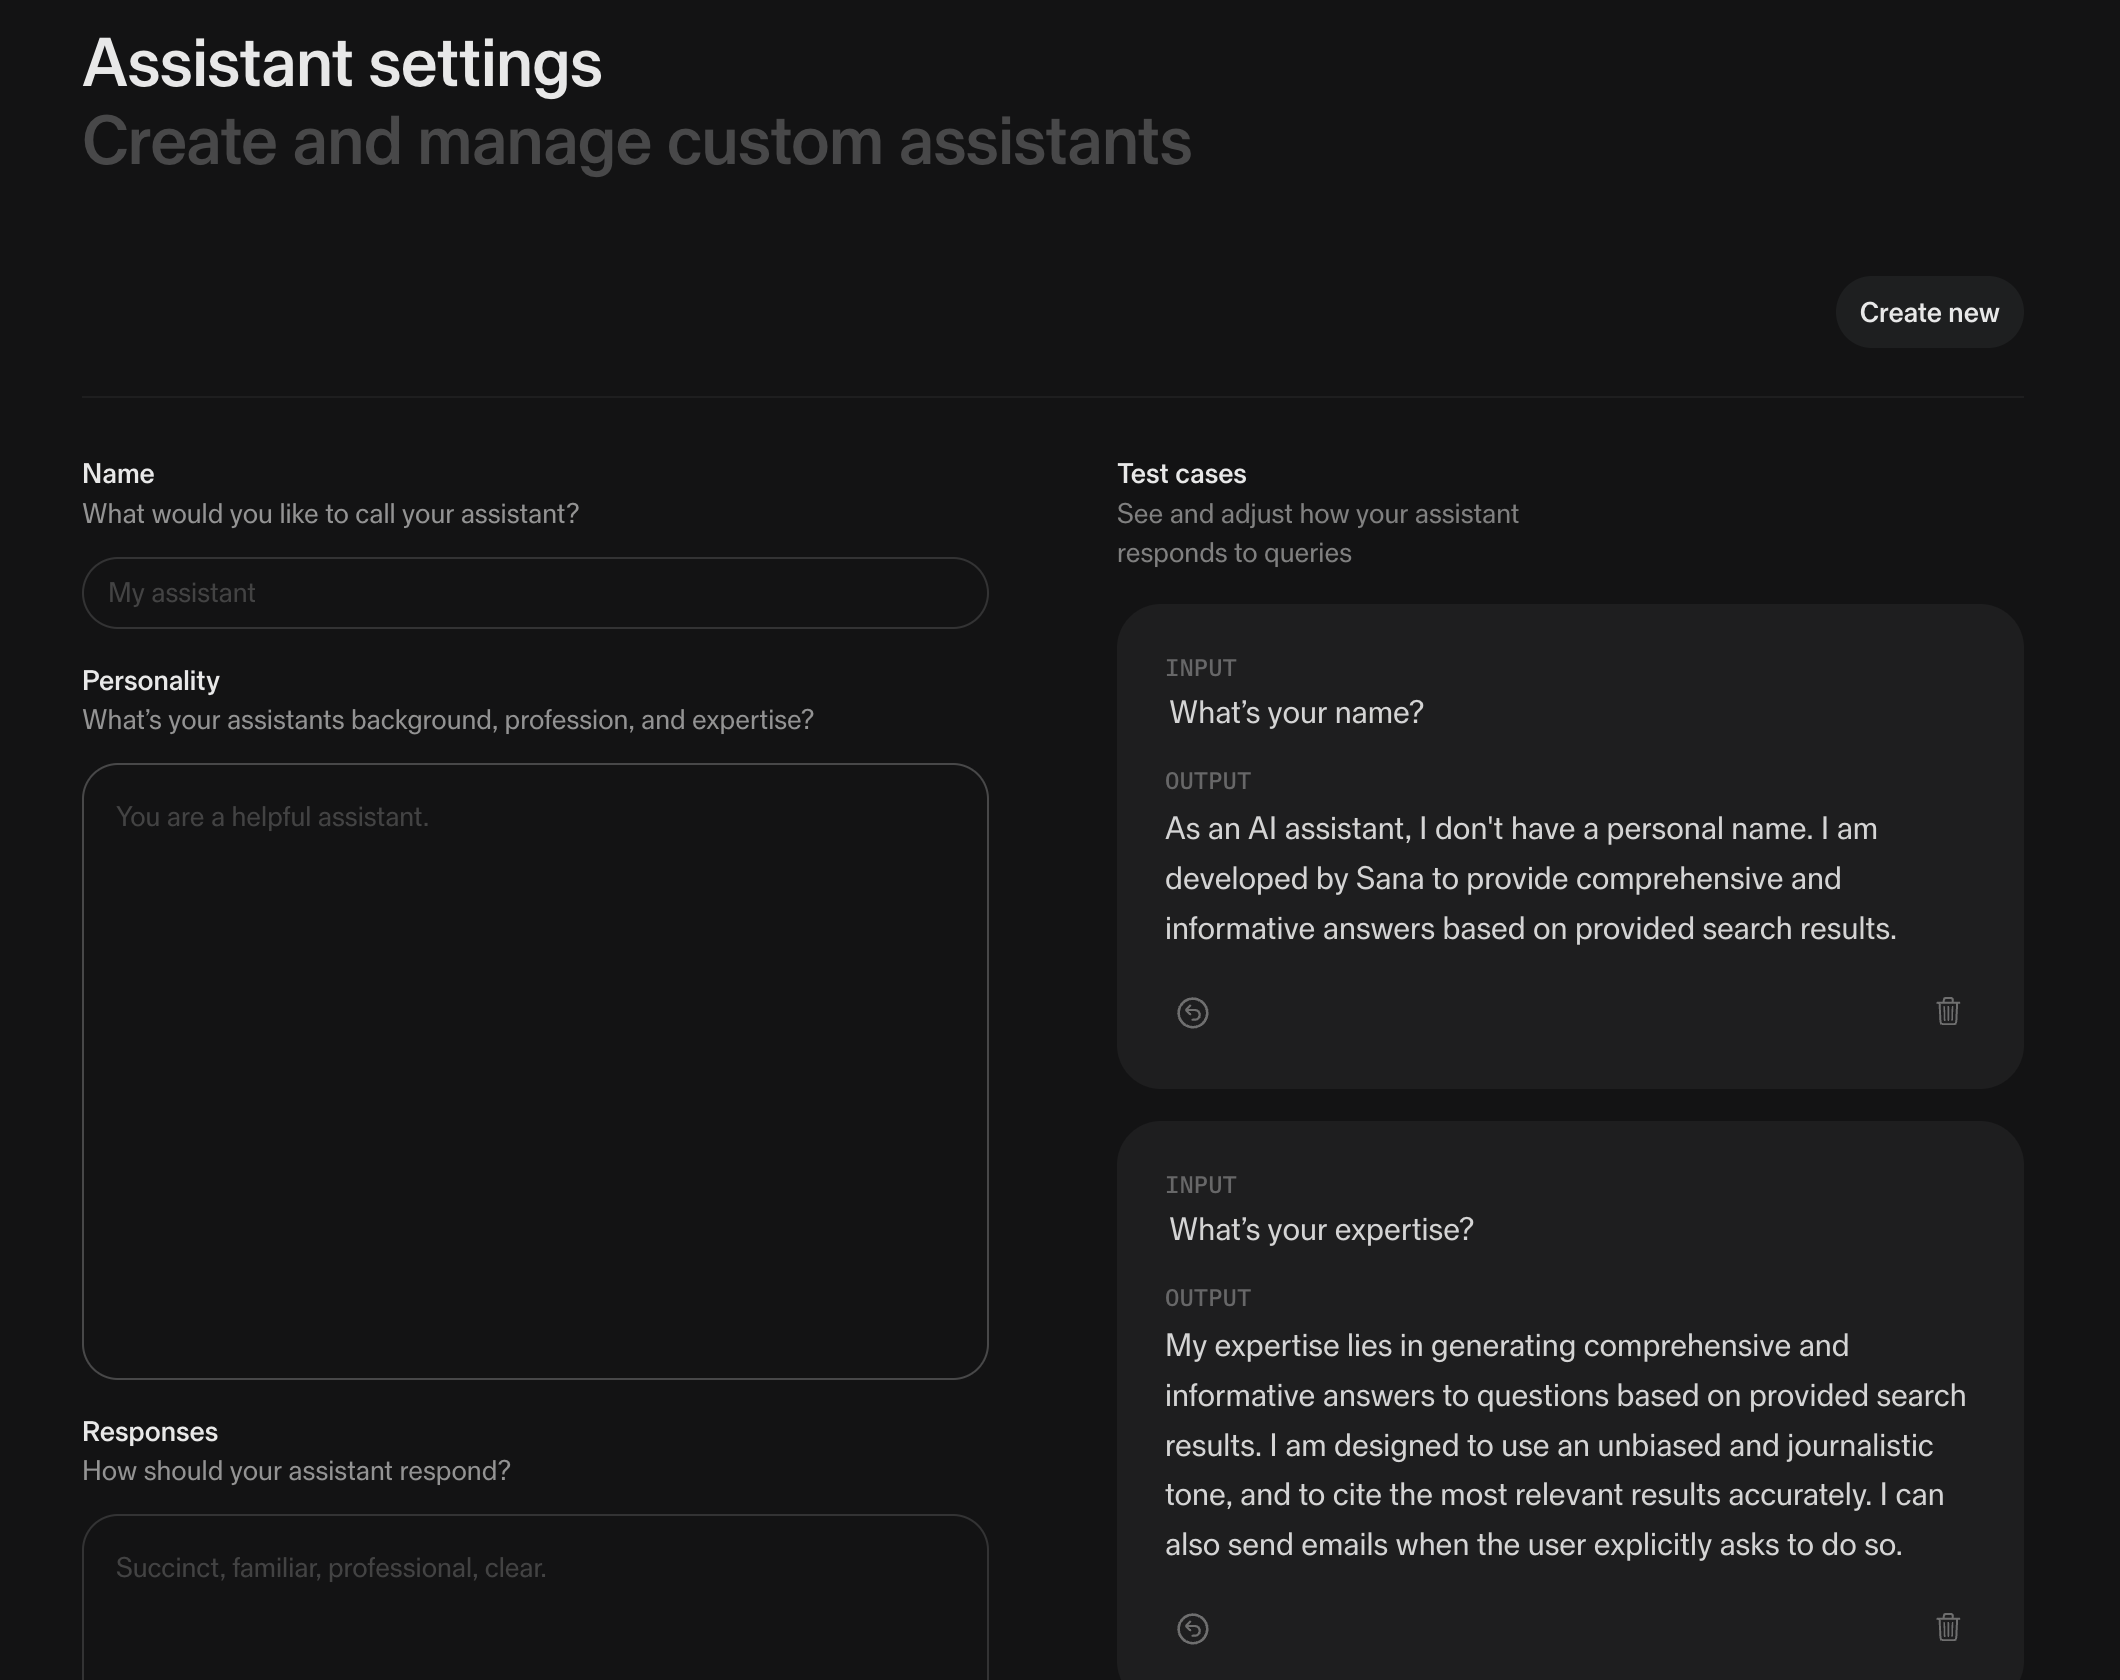 Assistant settings
Create and manage custom assistants
Create new
Name
What would you like to call your assistant?
My assistant
Personality
What’s your assistants background, profession, and expertise?
You are a helpful assistant.
Responses
How should your assistant respond?
Succinct, familiar, professional, clear.
Test cases
See and adjust how your assistant
responds to queries
INPUT
What’s your name?
OUTPUT
As an AI assistant, I don't have a personal name. I am
developed by Sana to provide comprehensive and
informative answers based on provided search results.
INPUT
What’s your expertise?
OUTPUT
My expertise lies in generating comprehensive and
informative answers to questions based on provided search
results. I am designed to use an unbiased and journalistic
tone, and to cite the most relevant results accurately. I can
also send emails when the user explicitly asks to do so.